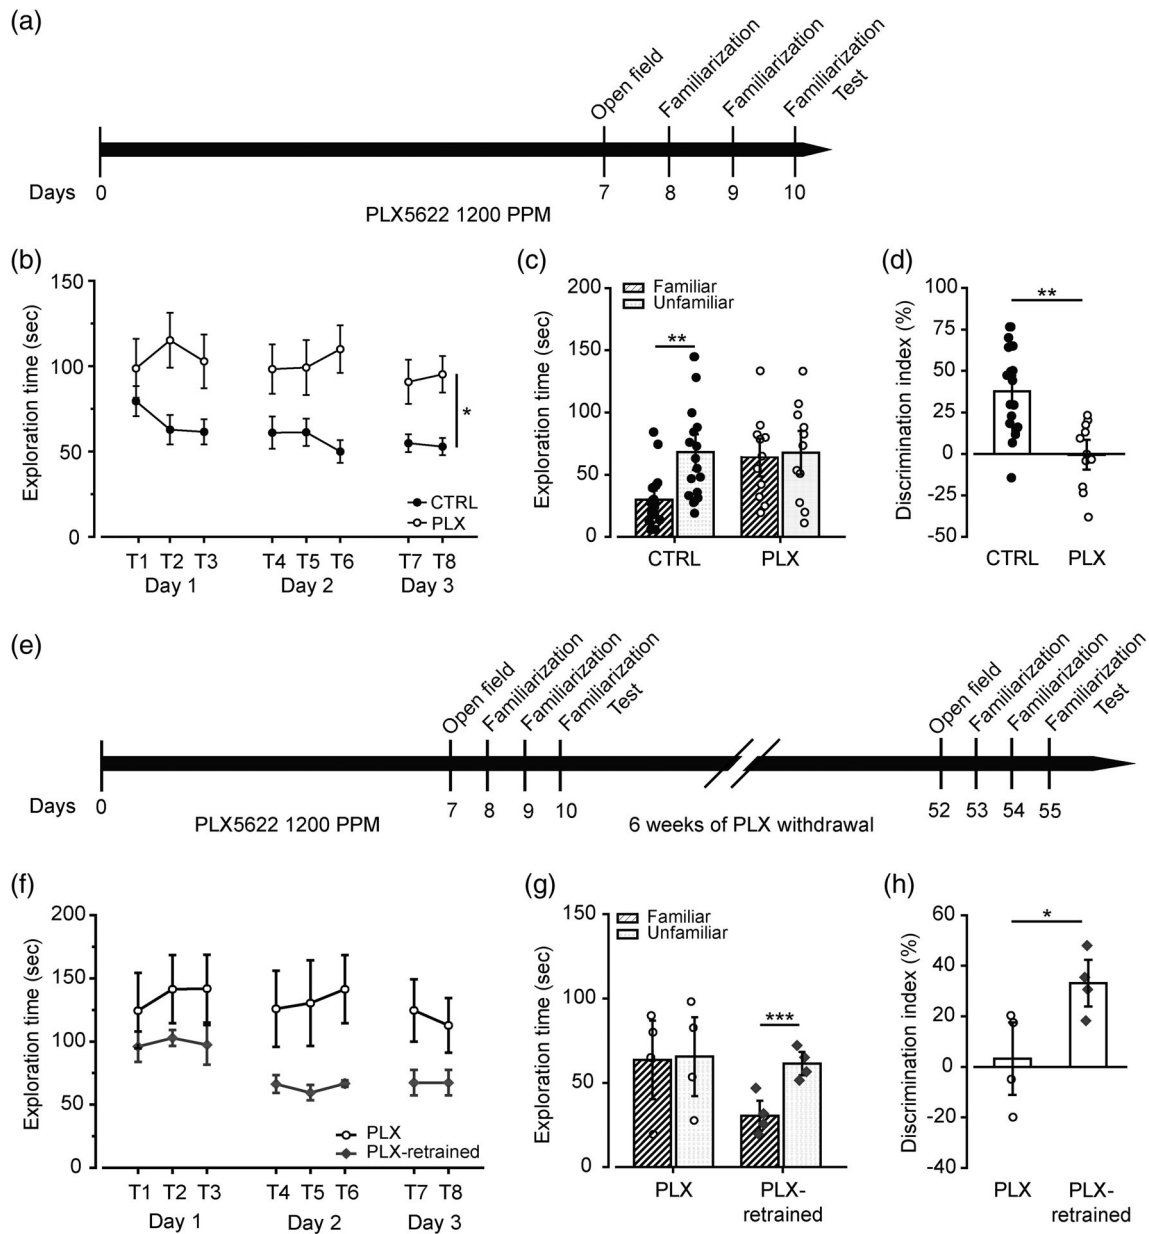 (a)
Open field
Familiarization
Familiarization
Familiarization
Test
Days 0 7 8 9 10
PLX5622 1200 PPM
(b)
Exploration time (sec)
150
100
50
0
*
CTRL
PLX
T1 T2 T3 T4 T5 T6 T7 T8
Day 1 Day 2 Day 3
(c)
Exploration time (sec)
200
150
100
50
0
Familiar
Unfamiliar
**
CTRL PLX
(d)
Discrimination index (%)
100
75
50
25
0
-25
-50
**
CTRL PLX
(e)
Open field
Familiarization
Familiarization
Familiarization
Test
Open field
Familiarization
Familiarization
Familiarization
Test
Days 0 7 8 9 10 52 53 54 55
PLX5622 1200 PPM 6 weeks of PLX withdrawal
(f)
Exploration time (sec)
200
150
100
50
0
PLX
PLX-retrained
T1 T2 T3 T4 T5 T6 T7 T8
Day 1 Day 2 Day 3
(g)
Exploration time (sec)
150
100
50
0
Familiar
Unfamiliar
***
PLX PLX-
retrained
(h)
Discrimination index (%)
60
40
20
0
-20
-40
*
PLX PLX-
retrained